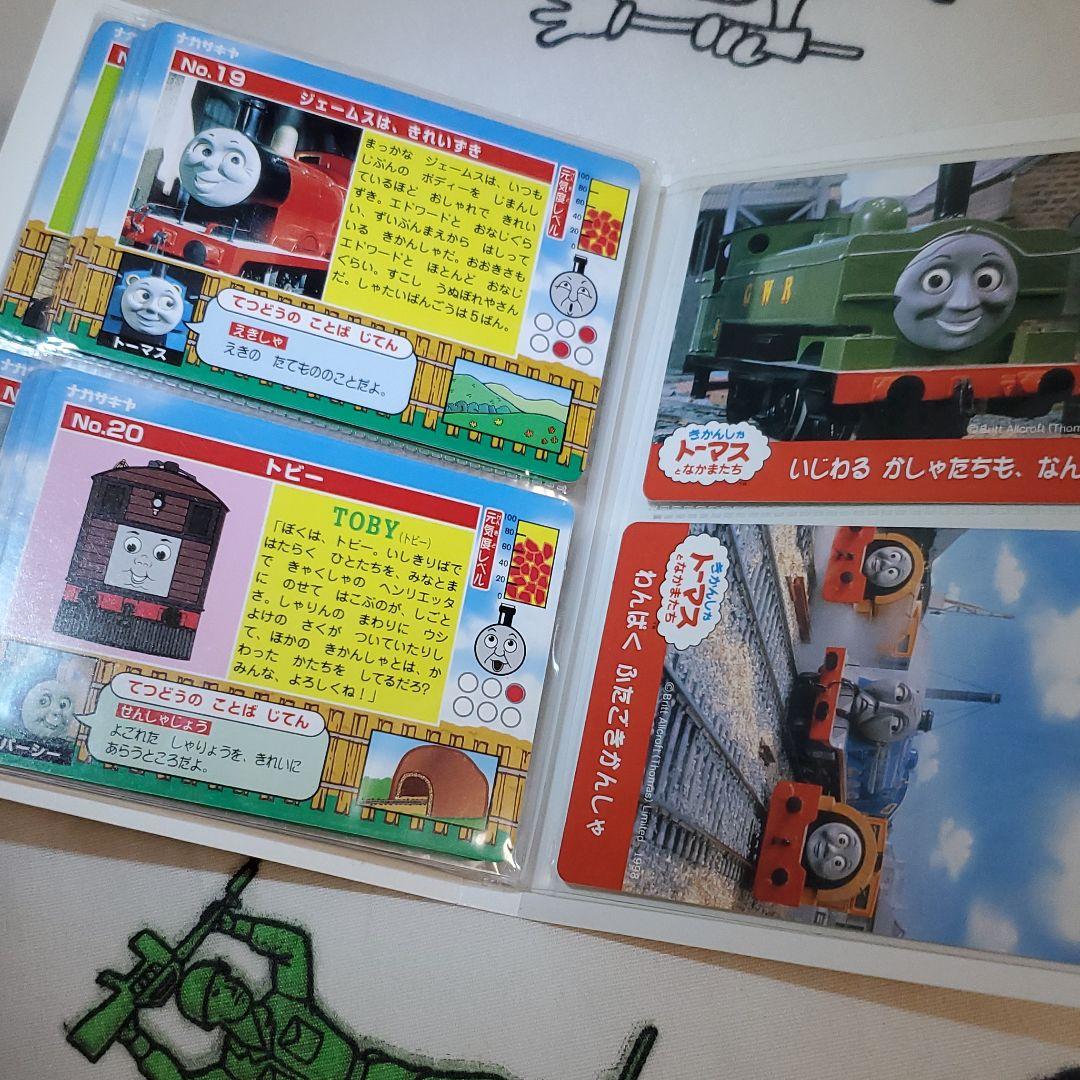 ナガサキヤ
No.19
ジェームスは、きれいずき
まっかな ジェームスは、いつも
じぶんの ボディーを じまんし
ているほど おしゃれで きれい
ずき。エドワードと おなじくら
い、ずいぶんまえから はしって
いる きかんしゃだ。おおきさも
エドワードと ほとんど おなじ
くらい。すこし うぬぼれやさん
だ。しゃたいばんごうは5ばん。
元気度レベル
100
80
60
40
20
0
トーマス
てつどうの ことば じてん
えきしゃ
えきの たてもののことだよ。
ナガサキヤ
No.20
トビー
TOBY(トビー)
「ぼくは、トビー。いしきりばで
はたらく ひとたちを、みなとま
で きゃくしゃの ヘンリエッタ
に のせて はこぶのが、しごと
さ。しゃりんの まわりに ウシ
よけの さくが ついていたりし
て、ほかの きかんしゃとは、か
わった かたちを してるだろ?
みんな、よろしくね!」
元気度レベル
100
80
60
40
20
0
パーシー
てつどうの ことば じてん
せんしゃじょう
よごれた しゃりょうを、きれいに
あらうところだよ。
GWR
©Britt Allcroft (Thom
きかんしゃ
トーマス
となかまたち
いじわる かしゃたちも、なん
きかんしゃ
トーマス
となかまたち
わんぱく ふたごきかんしゃ
©Britt Allcroft (Thomas) Limited 1998